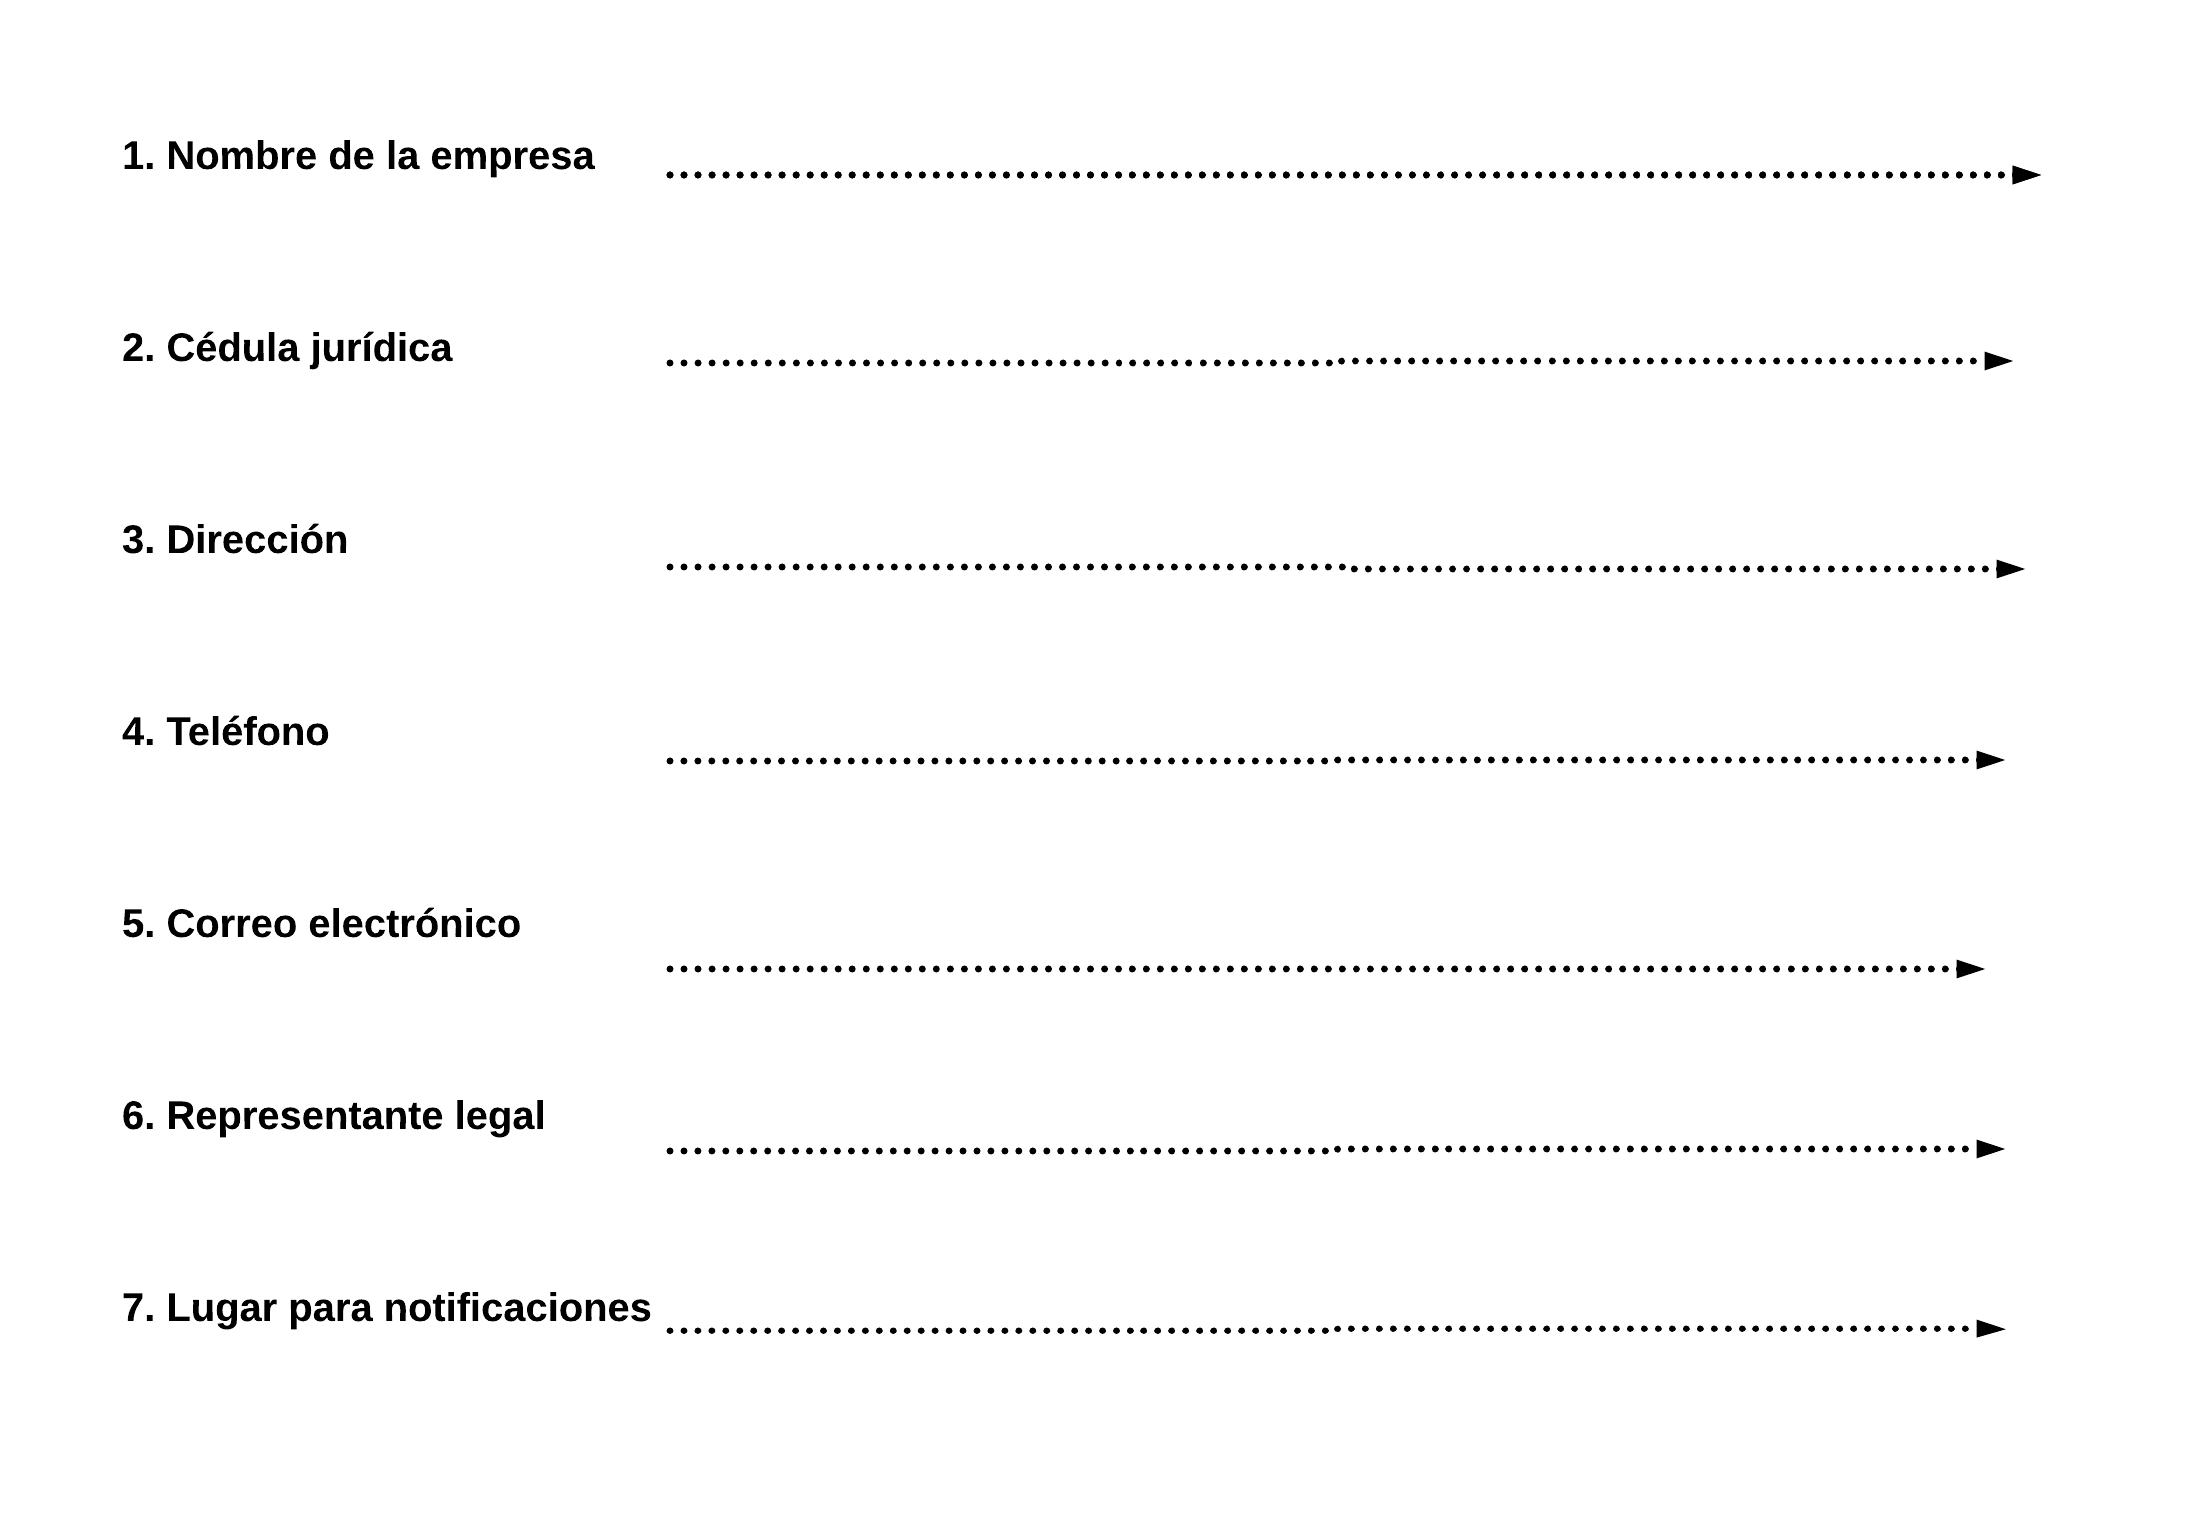 1. Nombre de la empresa
2. Cédula jurídica
3. Dirección
4. Teléfono
5. Correo electrónico
6. Representante legal
7. Lugar para notificaciones